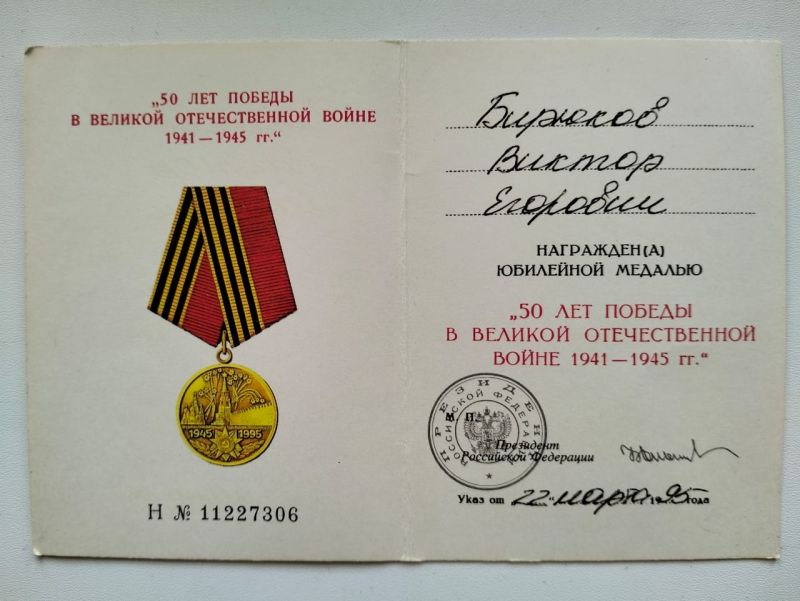 „50 ЛЕТ ПОБЕДЫ
В ВЕЛИКОЙ ОТЕЧЕСТВЕННОЙ ВОЙНЕ
1941 — 1945 гг.“
1945 1995
Н № 11227306
Бирюков
Виктор
Егорович
НАГРАЖДЕН(А)
ЮБИЛЕЙНОЙ МЕДАЛЬЮ
„50 ЛЕТ ПОБЕДЫ
В ВЕЛИКОЙ ОТЕЧЕСТВЕННОЙ
ВОЙНЕ 1941 — 1945 гг.“
М. П.
Президент
Российской Федерации
Указ от „22“ марта 1995 года